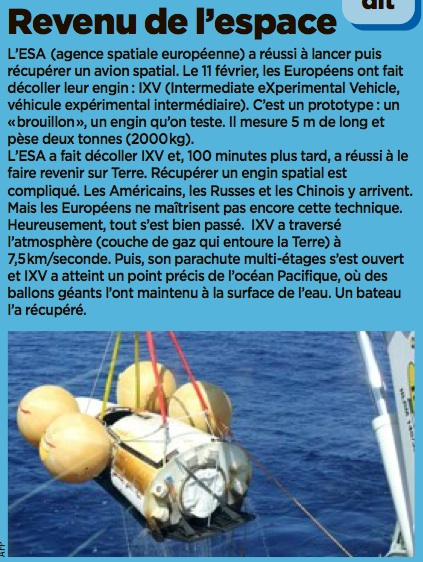 dit
Revenu de l'espace
L'ESA (agence spatiale européenne) a réussi à lancer puis
récupérer un avion spatial. Le 11 février, les Européens ont fait
décoller leur engin : IXV (Intermediate eXperimental Vehicle,
véhicule expérimental intermédiaire). C'est un prototype : un
«brouillon», un engin qu'on teste. Il mesure 5 m de long et
pèse deux tonnes (2000kg).
L'ESA a fait décoller IXV et, 100 minutes plus tard, a réussi à le
faire revenir sur Terre. Récupérer un engin spatial est
compliqué. Les Américains, les Russes et les Chinois y arrivent.
Mais les Européens ne maîtrisent pas encore cette technique.
Heureusement, tout s'est bien passé. IXV a traversé
l'atmosphère (couche de gaz qui entoure la Terre) à
7,5km/seconde. Puis, son parachute multi-étages s'est ouvert
et IXV a atteint un point précis de l'océan Pacifique, où des
ballons géants l'ont maintenu à la surface de l'eau. Un bateau
l'a récupéré.
AFP